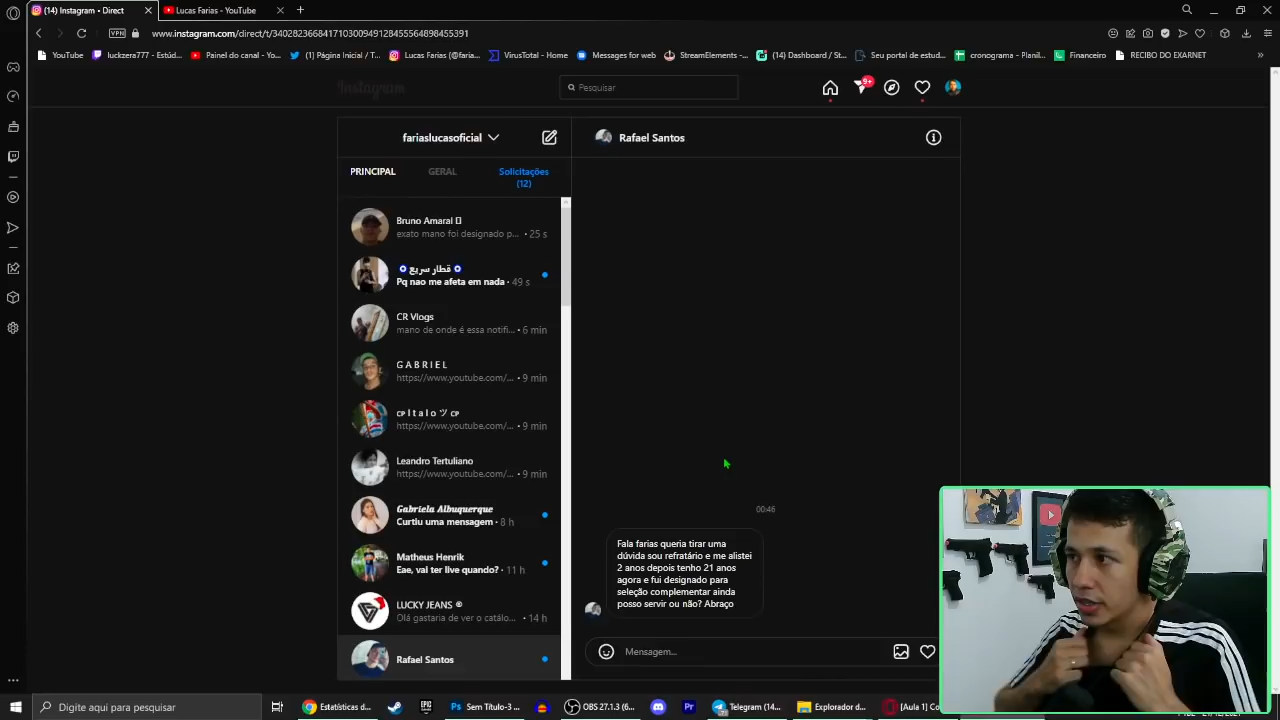 (14) Instagram • Direct
Lucas Farias - YouTube
VPN
www.instagram.com/direct/t/340282366841710300949128455564898455391
YouTube
luckzera777 — Estúd...
Painel do canal - Yo...
(1) Página Inicial / T...
Lucas Farias (@faria...
VirusTotal - Home
Messages for web
StreamElements -...
(14) Dashboard / St...
Seu portal de estud...
cronograma - Planil...
Financeiro
RECIBO DO EXARNET
Instagram
Pesquisar
9+
fariaslucasoficial
Rafael Santos
PRINCIPAL
GERAL
Solicitações
(12)
Bruno Amaral
exato mano foi designado p... • 25 s
قطار سريع
Pq nao me afeta em nada • 49 s
CR Vlogs
mano de onde é essa notifi... • 6 min
G A B R I E L
https://www.youtube.com/... • 9 min
ᴄᴘ I t a l o ツ ᴄᴘ
https://www.youtube.com/... • 9 min
Leandro Tertuliano
https://www.youtube.com/... • 9 min
Gabriela Albuquerque
Curtiu uma mensagem • 8 h
Matheus Henrik
Eae, vai ter live quando? • 11 h
LUCKY JEANS ®
Olá gastaria de ver o catálo... • 14 h
Rafael Santos
00:46
Fala farias queria tirar uma
dúvida sou refratário e me alistei
2 anos depois tenho 21 anos
agora e fui designado para
seleção complementar ainda
posso servir ou não? Abraço
Mensagem...
Digite aqui para pesquisar
Estatísticas d...
Sem Título-3 ...
OBS 27.1.3 (6...
Telegram (14...
Explorador d...
[Aula 1] Co